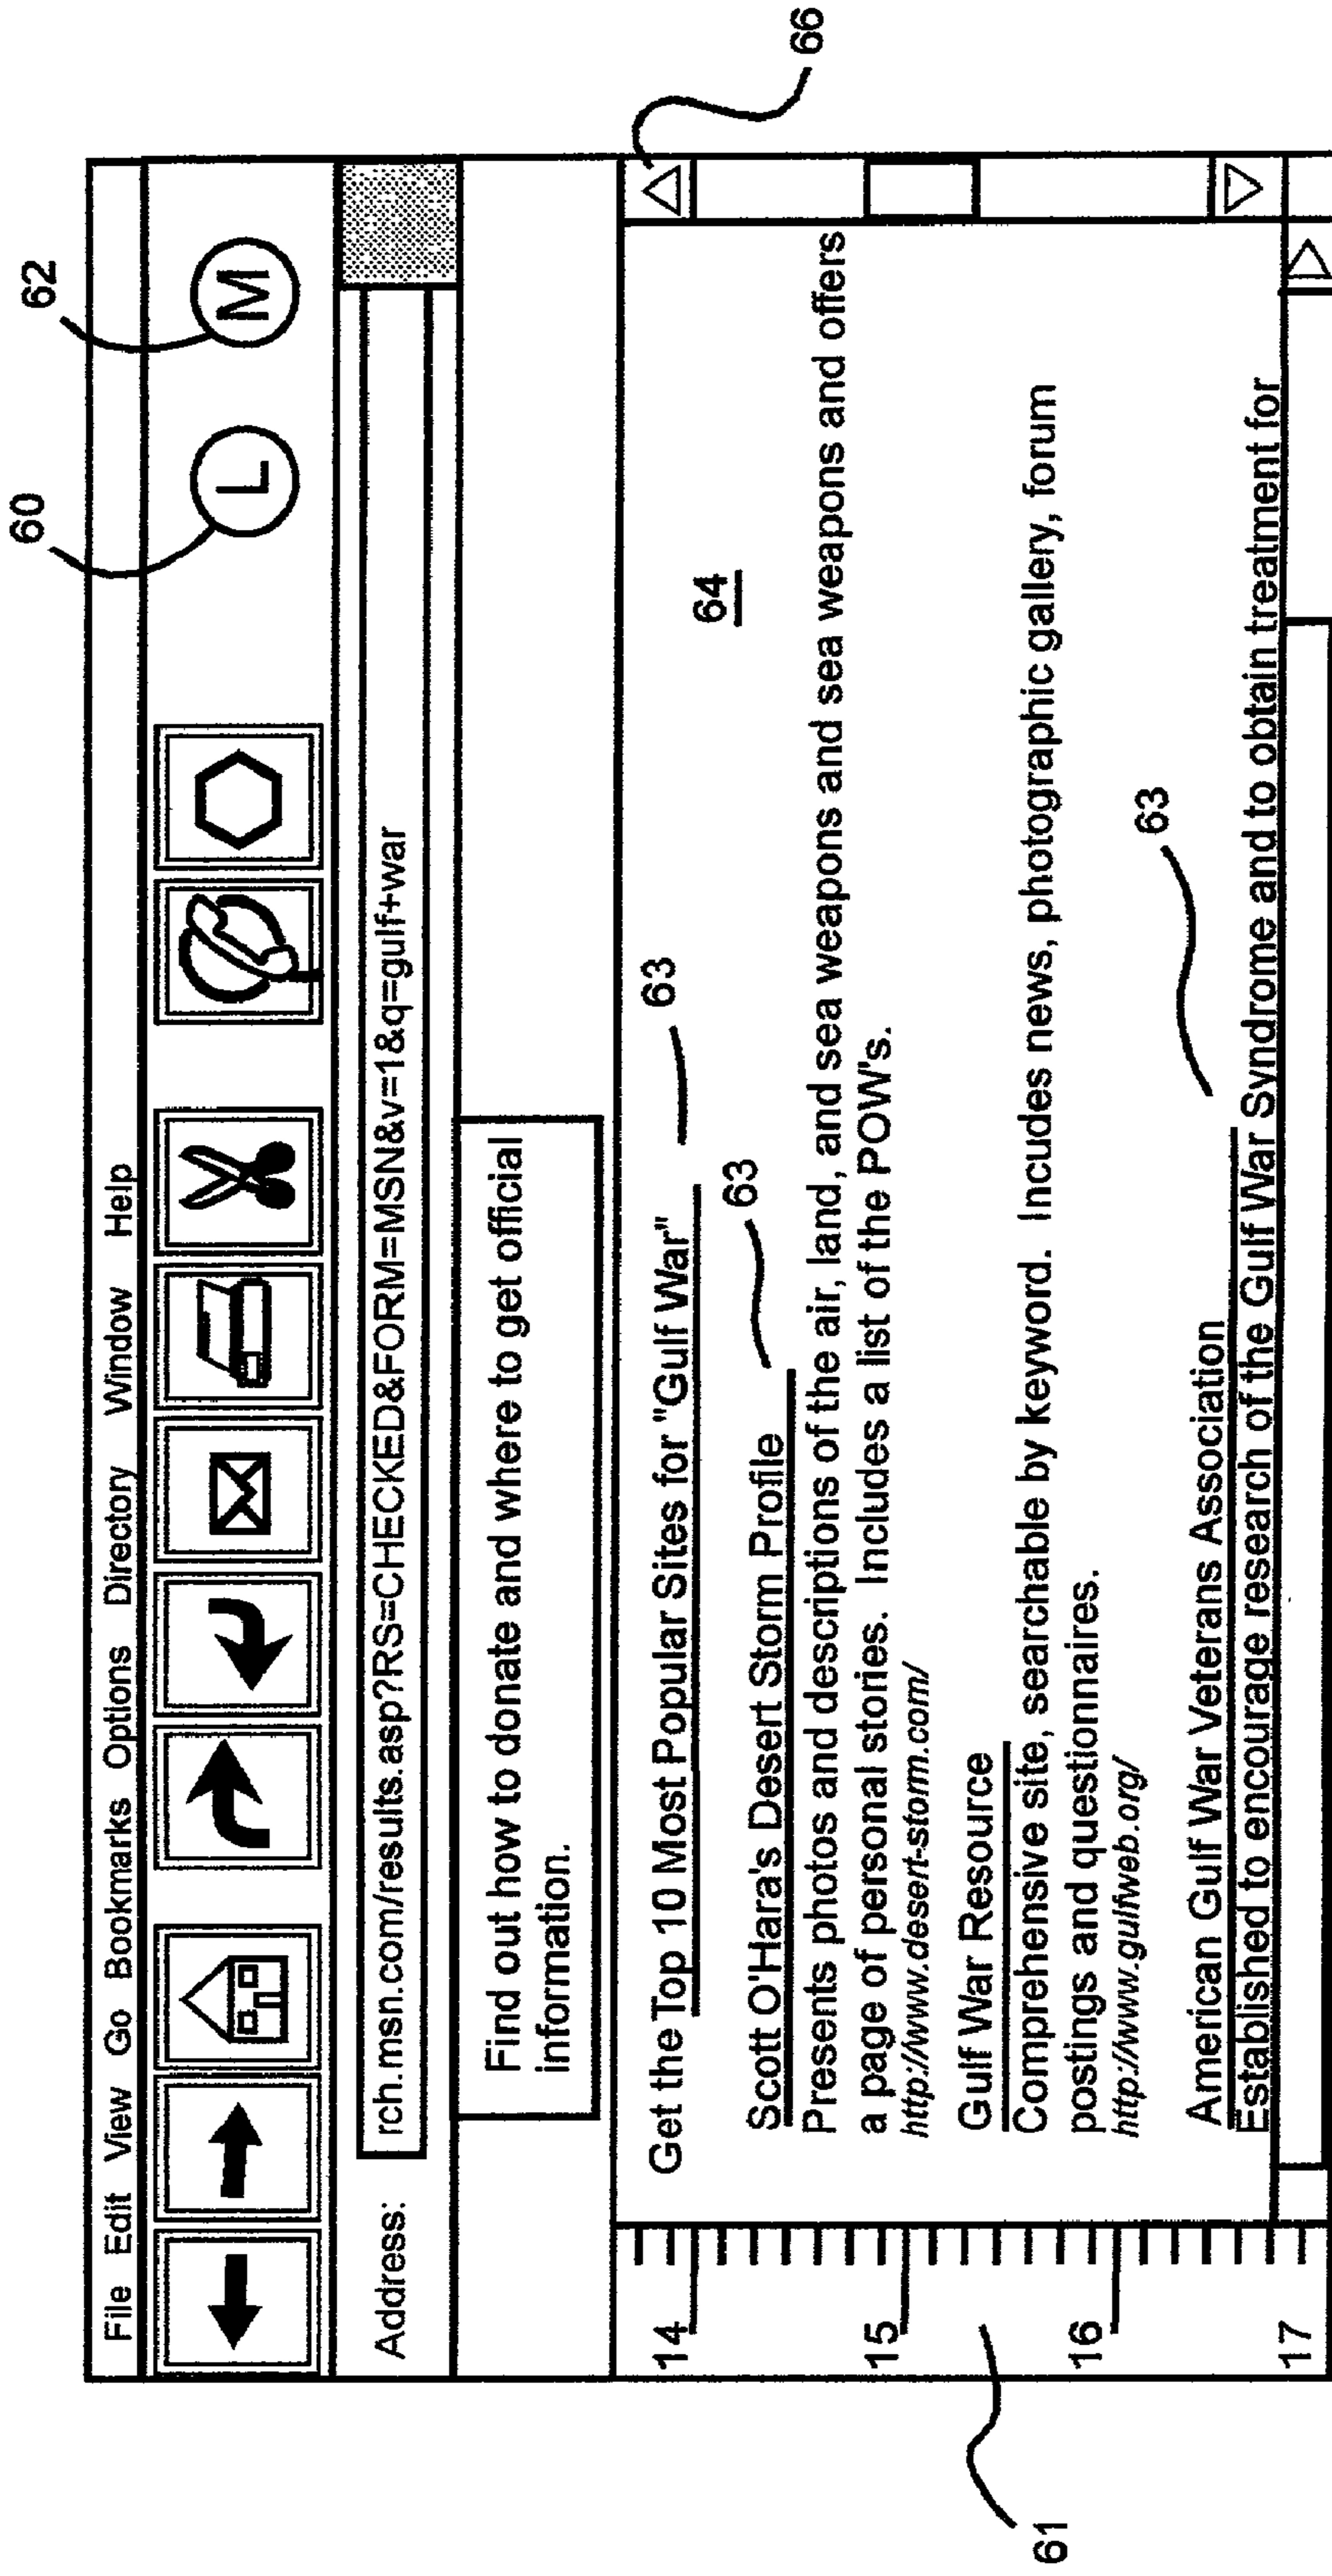 62
60
File Edit View Go Bookmarks Options Directory Window Help
L M
Address: rch.msn.com/results.asp?RS=CHECKED&FORM=MSN&v=1&q=gulf+war
Find out how to donate and where to get official
information.
66
14
Get the Top 10 Most Popular Sites for "Gulf War" 63
64
Scott O'Hara's Desert Storm Profile 63
Presents photos and descriptions of the air, land, and sea weapons and sea weapons and offers
a page of personal stories. Includes a list of the POW's.
15
http://www.desert-storm.com/
Gulf War Resource
61
Comprehensive site, searchable by keyword. Incudes news, photographic gallery, forum
postings and questionnaires.
16
http://www.gulfweb.org/
63
American Gulf War Veterans Association
Established to encourage research of the Gulf War Syndrome and to obtain treatment for
17